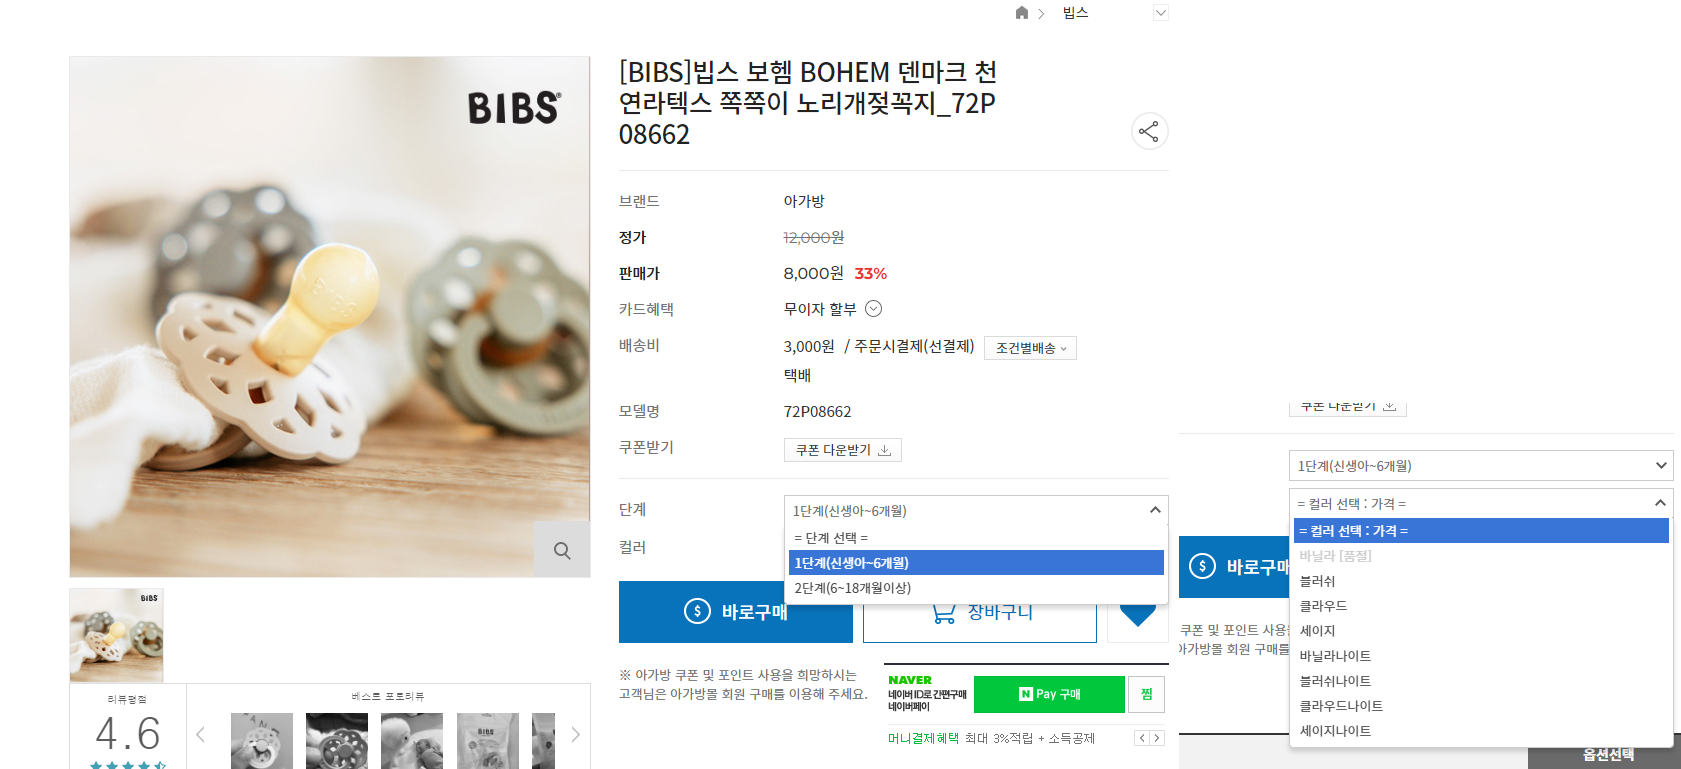 빕스
BIBS
[BIBS]빕스 보헴 BOHEM 덴마크 천
연라텍스 쪽쪽이 노리개젖꼭지_72P
08662
브랜드 아가방
정가 12,000원
판매가 8,000원 33%
카드혜택 무이자 할부
배송비 3,000원 / 주문시결제(선결제) 조건별배송
택배
모델명 72P08662
쿠폰받기 쿠폰 다운받기
단계 1단계(신생아~6개월)
= 단계 선택 =
1단계(신생아~6개월)
2단계(6~18개월이상)
컬러
바로구매 장바구니
※ 아가방 쿠폰 및 포인트 사용을 희망하시는
고객님은 아가방몰 회원 구매를 이용해 주세요.
NAVER
네이버 ID로 간편구매
네이버페이
N Pay 구매 찜
머니결제혜택 최대 3%적립 + 소득공제
BIBS
리뷰평점
4.6
베스트 포토리뷰
BIBS
쿠폰 다운받기
1단계(신생아~6개월)
= 컬러 선택 : 가격 =
= 컬러 선택 : 가격 =
바닐라 [품절]
블러쉬
클라우드
세이지
바닐라나이트
블러쉬나이트
클라우드나이트
세이지나이트
바로구매
쿠폰 및 포인트 사용
아가방몰 회원 구매를
옵션선택